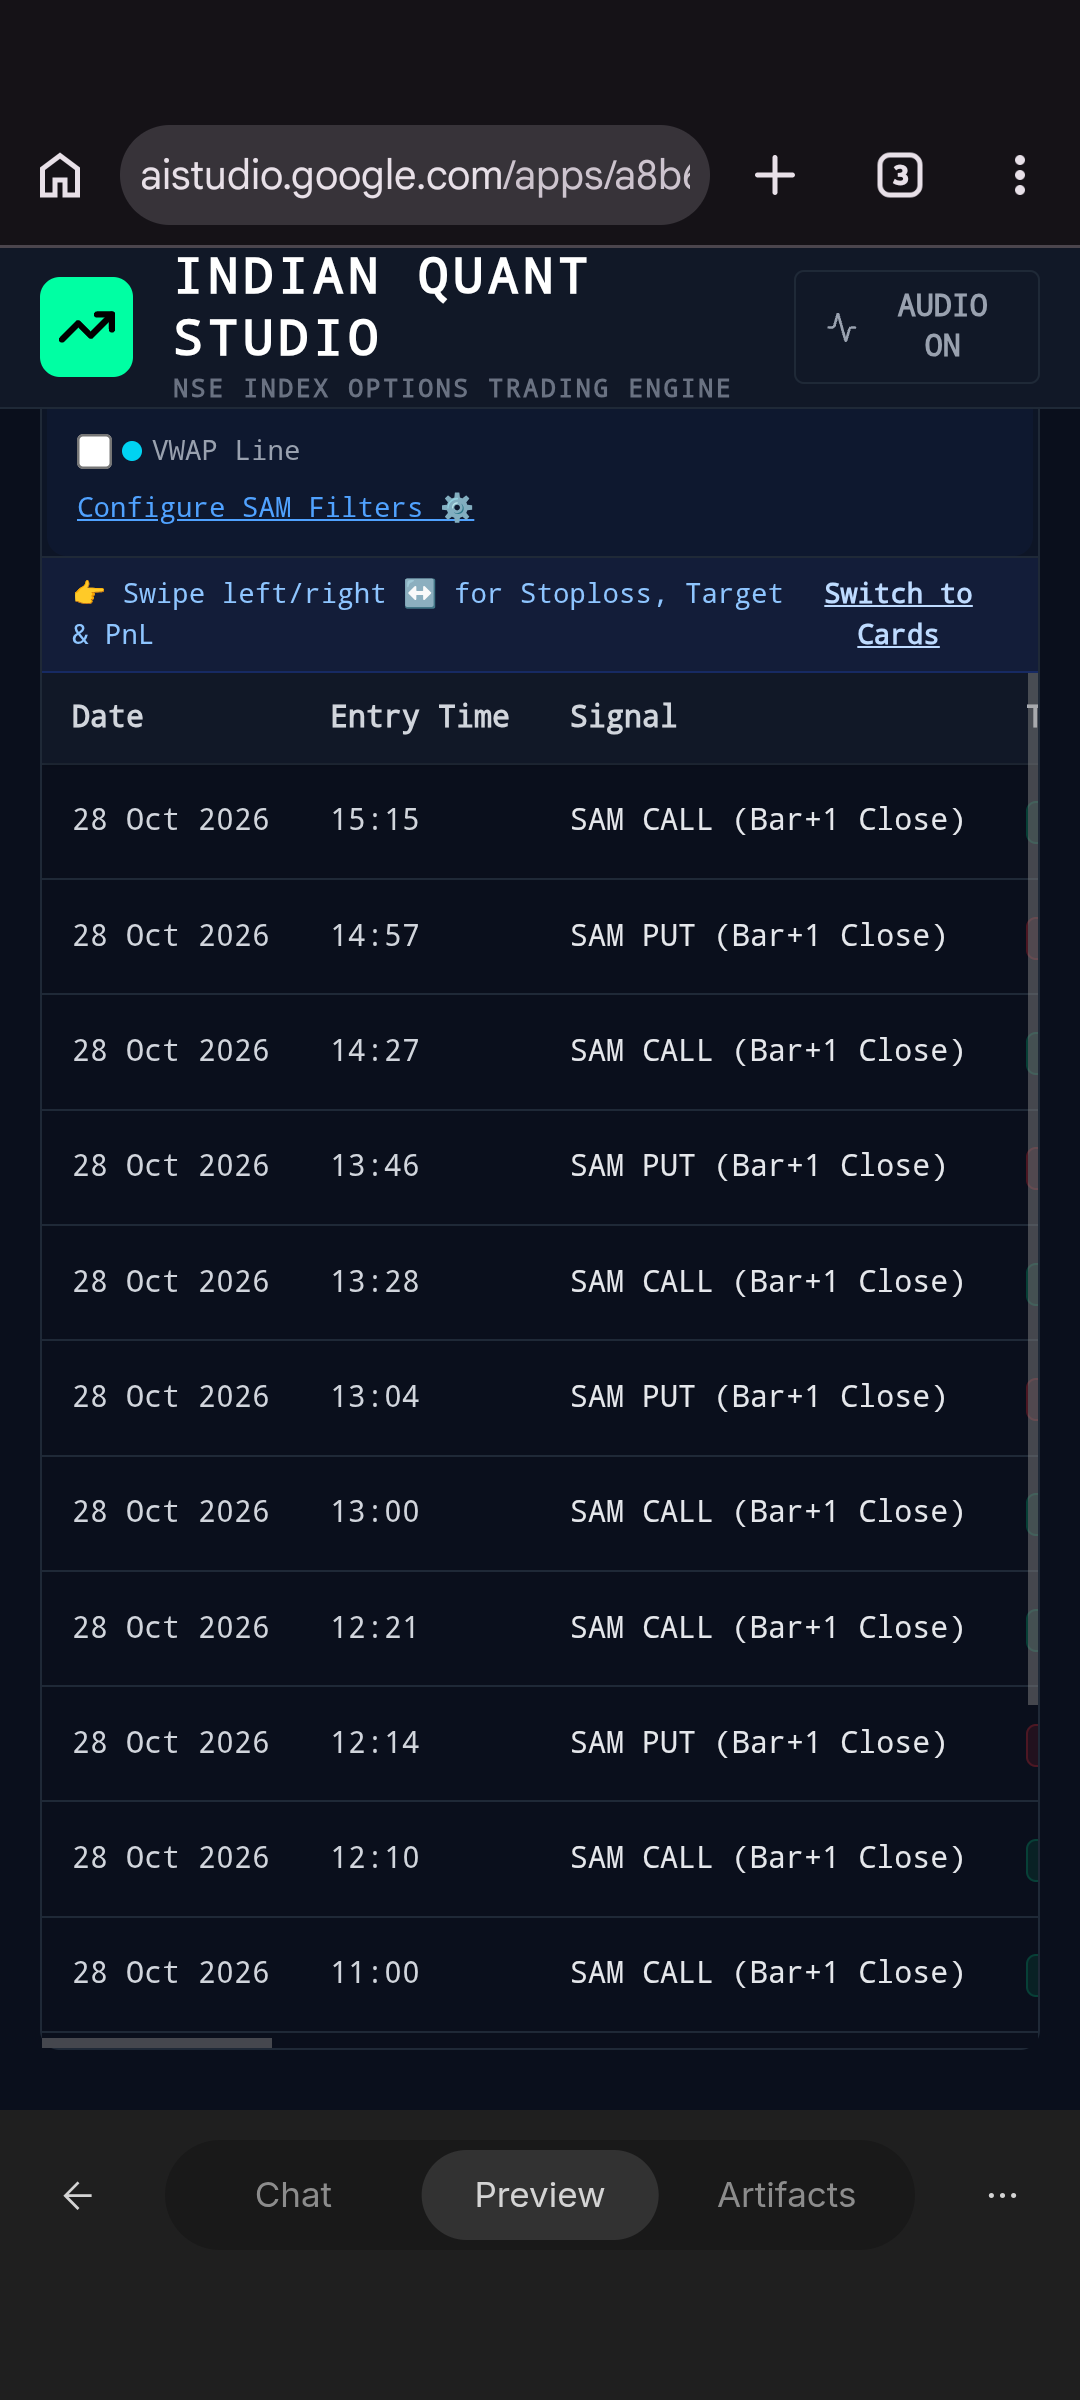 aistudio.google.com/apps/a8b
3
INDIAN QUANT
STUDIO
NSE INDEX OPTIONS TRADING ENGINE
AUDIO
ON
VWAP Line
Configure SAM Filters ⚙️
👉 Swipe left/right ↔️ for Stoploss, Target
& PnL
Switch to
Cards
Date Entry Time Signal T
28 Oct 2026 15:15 SAM CALL (Bar+1 Close)
28 Oct 2026 14:57 SAM PUT (Bar+1 Close)
28 Oct 2026 14:27 SAM CALL (Bar+1 Close)
28 Oct 2026 13:46 SAM PUT (Bar+1 Close)
28 Oct 2026 13:28 SAM CALL (Bar+1 Close)
28 Oct 2026 13:04 SAM PUT (Bar+1 Close)
28 Oct 2026 13:00 SAM CALL (Bar+1 Close)
28 Oct 2026 12:21 SAM CALL (Bar+1 Close)
28 Oct 2026 12:14 SAM PUT (Bar+1 Close)
28 Oct 2026 12:10 SAM CALL (Bar+1 Close)
28 Oct 2026 11:00 SAM CALL (Bar+1 Close)
Chat Preview Artifacts